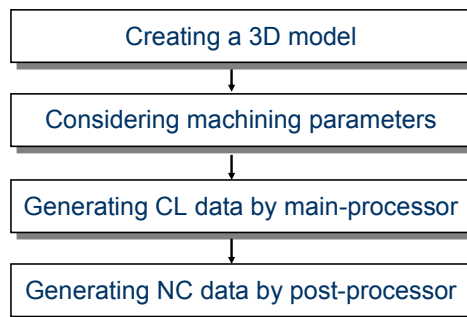 Creating a 3D model
Considering machining parameters
Generating CL data by main-processor
Generating NC data by post-processor